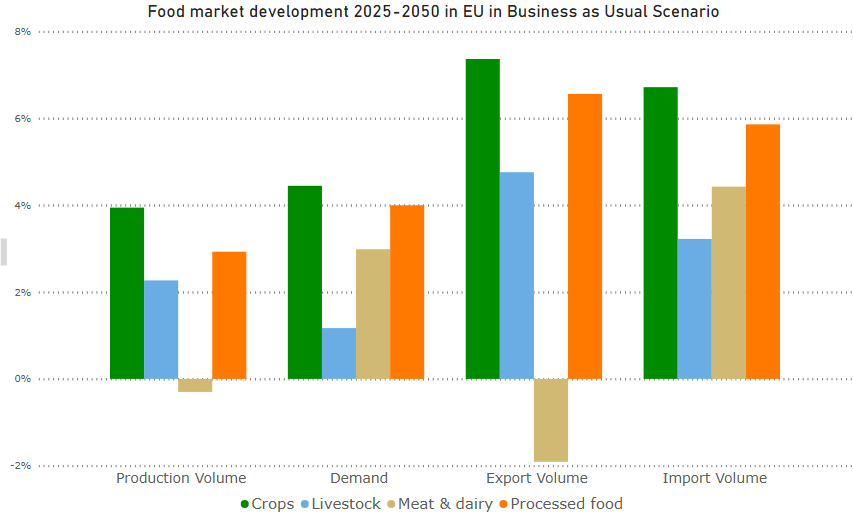 Food market development 2025-2050 in EU in Business as Usual Scenario
8%
6%
4%
2%
0%
-2%
Production Volume Demand Export Volume Import Volume
Crops Livestock Meat & dairy Processed food